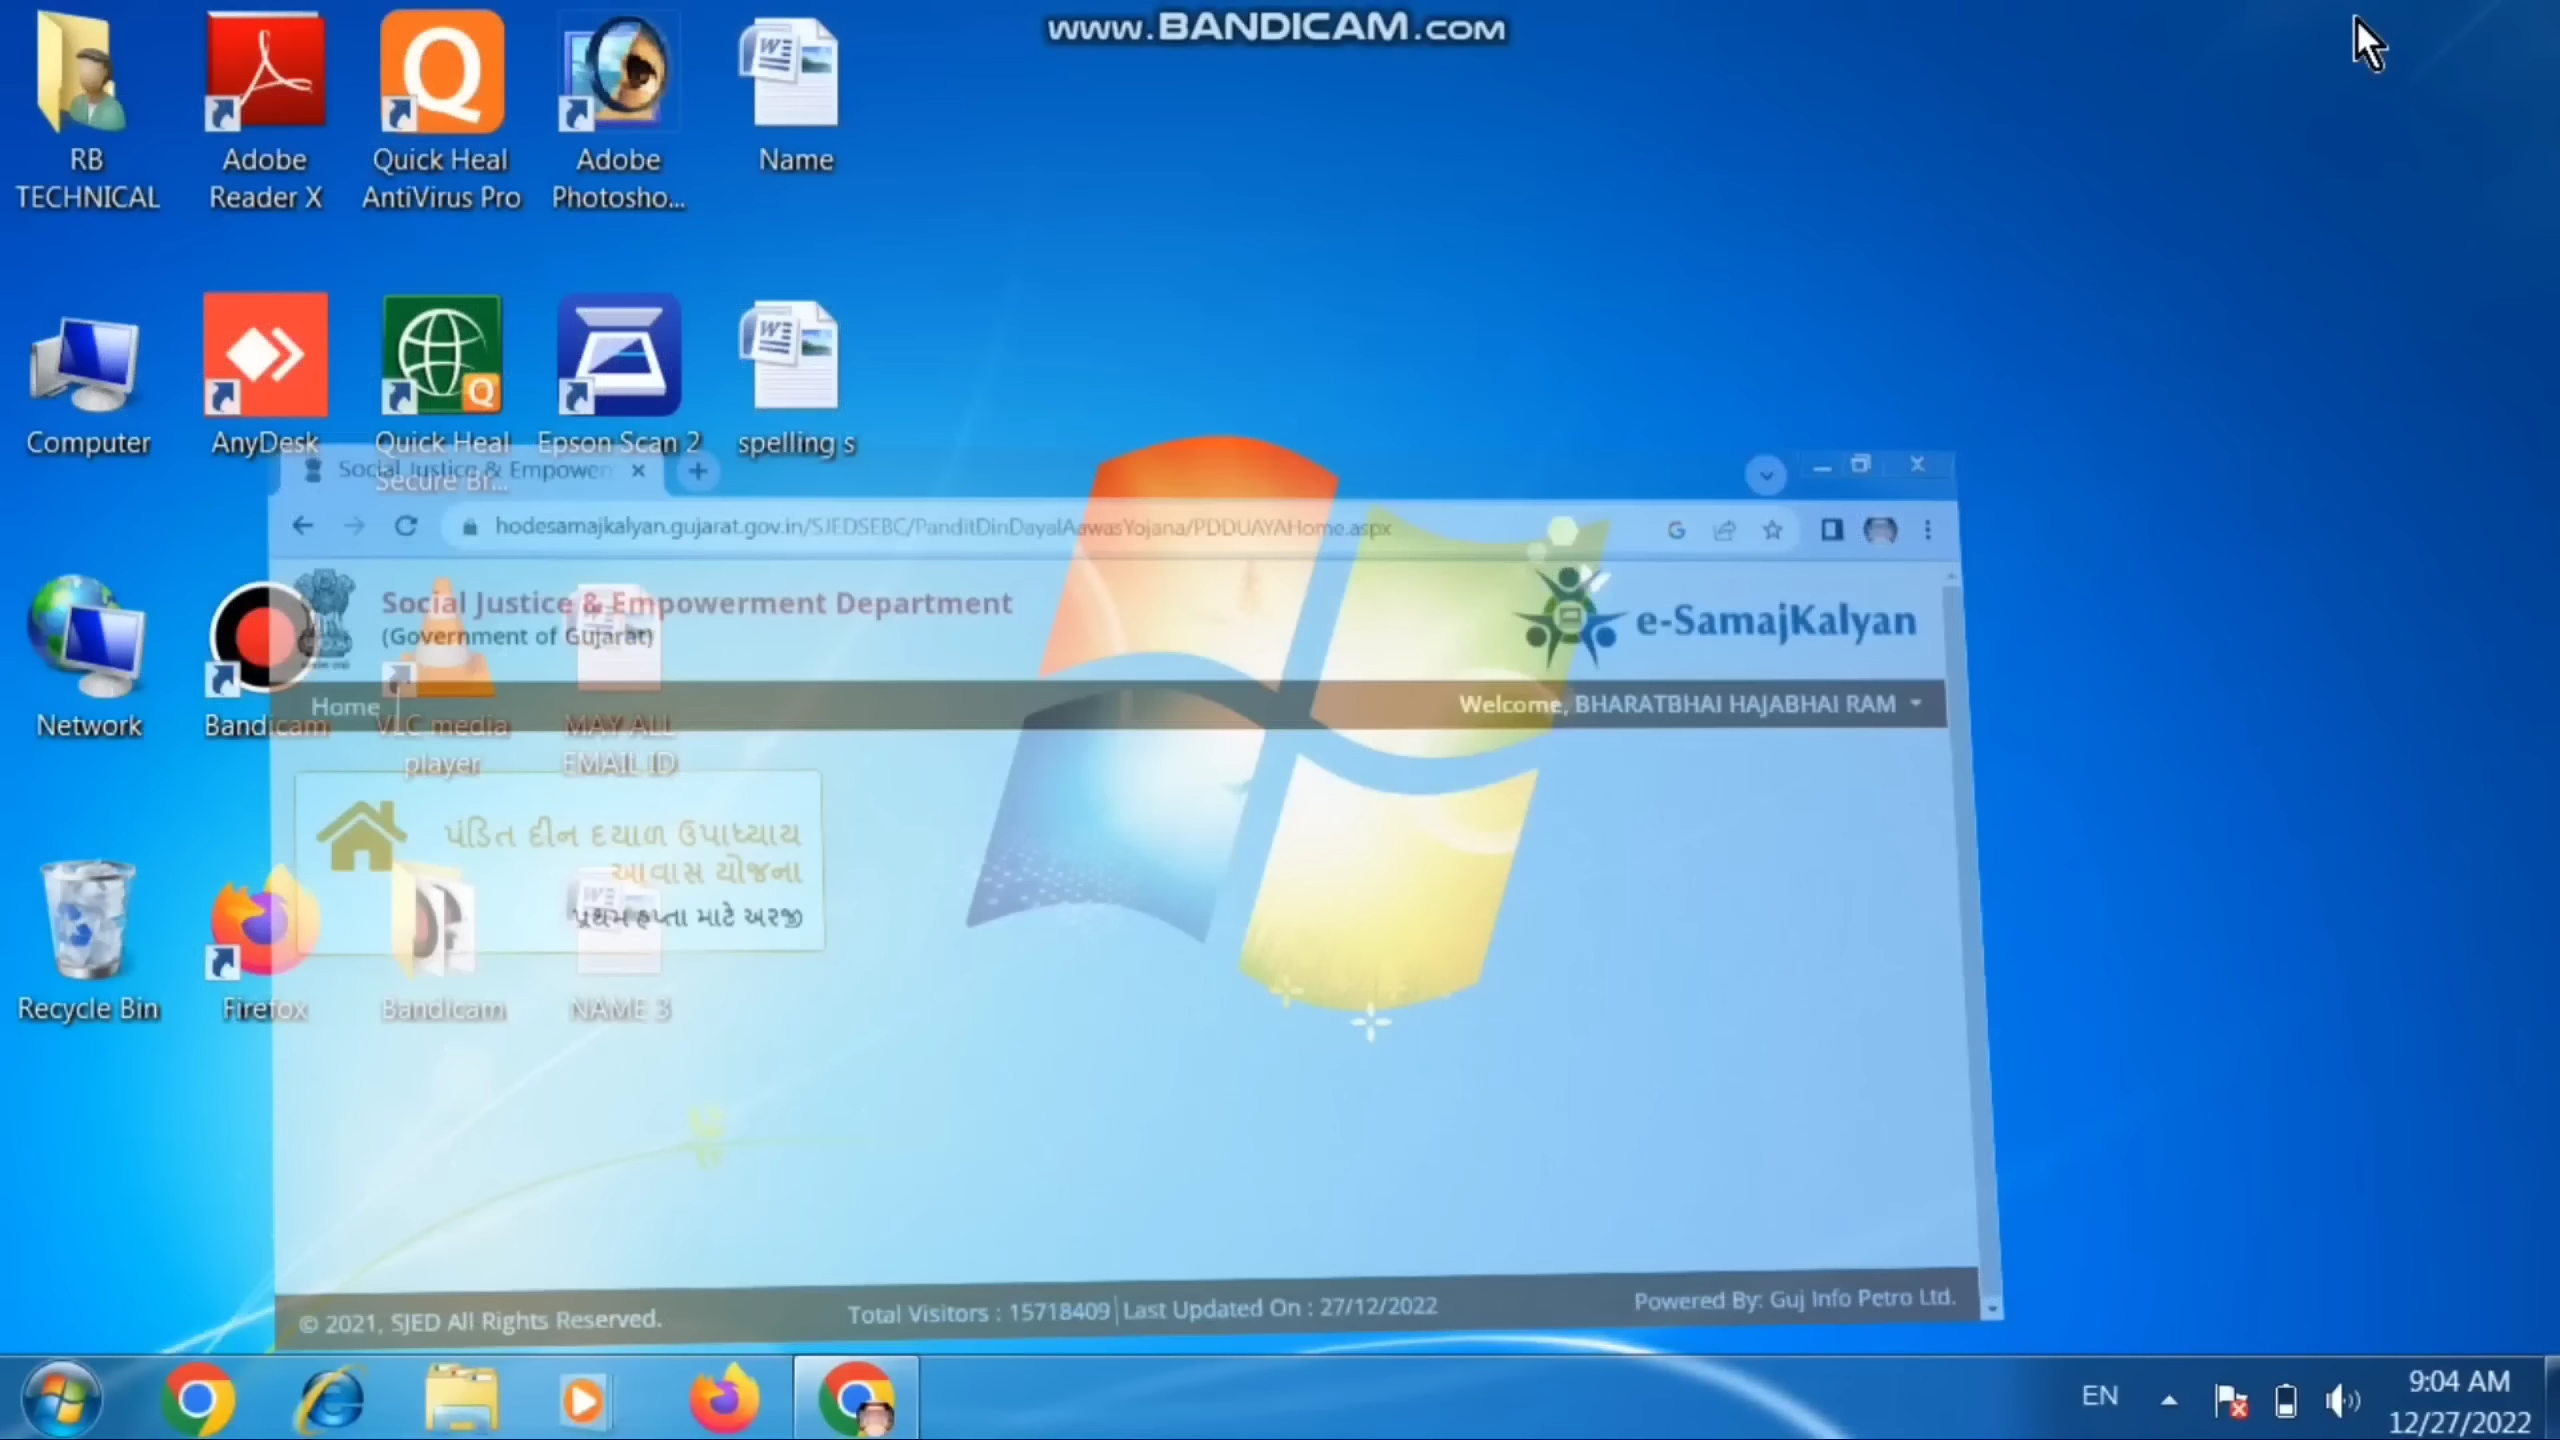 www.BANDICAM.com
RB
TECHNICAL
Adobe
Reader X
Quick Heal
AntiVirus Pro
Adobe
Photosho...
Name
Computer
AnyDesk
Quick Heal
Secure Br...
Epson Scan 2
spelling s
Social Justice & Empowern
hodesamajkalyan.gujarat.gov.in/SJEDSEBC/PanditDinDayalAawasYojana/PDDUAYAHome.aspx
Social Justice & Empowerment Department
(Government of Gujarat)
e-SamajKalyan
Home
Welcome, BHARATBHAI HAJABHAI RAM
Network
Bandicam
VLC media
player
MAY ALL
EMAIL ID
પંડિત દીન દયાળ ઉપાધ્યાય
આવાસ યોજના
પ્રથમ હપ્તા માટે અરજી
Recycle Bin
Firefox
Bandicam
NAME 3
© 2021, SJED All Rights Reserved.
Total Visitors : 15718409 | Last Updated On : 27/12/2022
Powered By: Guj Info Petro Ltd.
EN
9:04 AM
12/27/2022